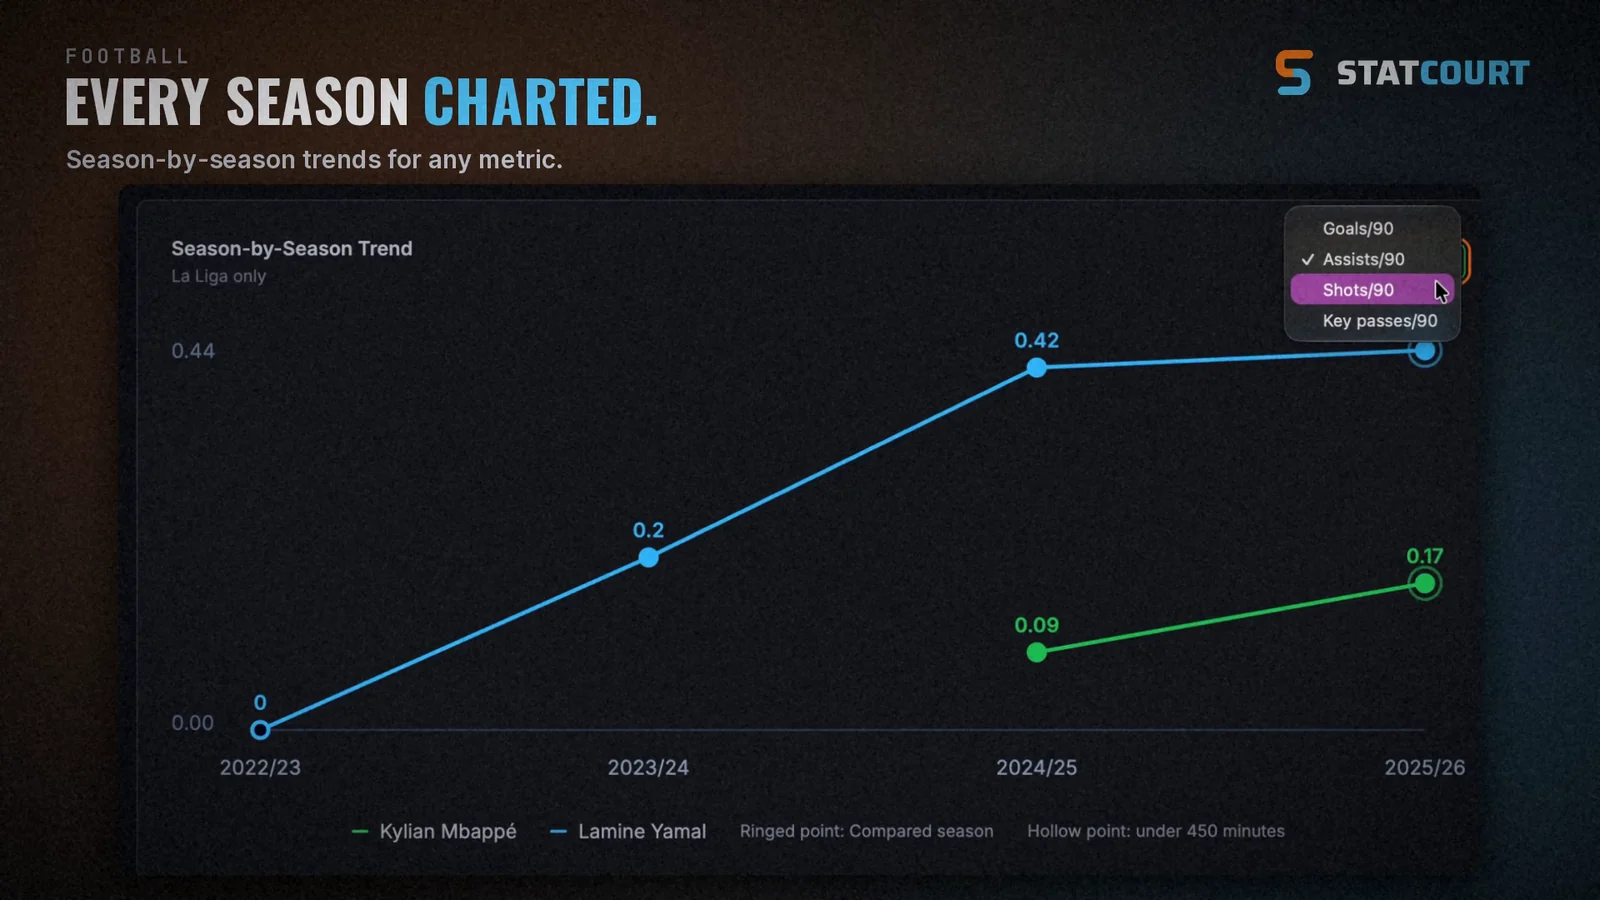 FOOTBALL
EVERY SEASON CHARTED.
Season-by-season trends for any metric.
STATCOURT
Season-by-Season Trend
La Liga only
Goals/90
✓ Assists/90
Shots/90
Key passes/90
0.44
0.42
0.2
0.17
0.09
0
0.00
2022/23
2023/24
2024/25
2025/26
Kylian Mbappé
Lamine Yamal
Ringed point: Compared season
Hollow point: under 450 minutes